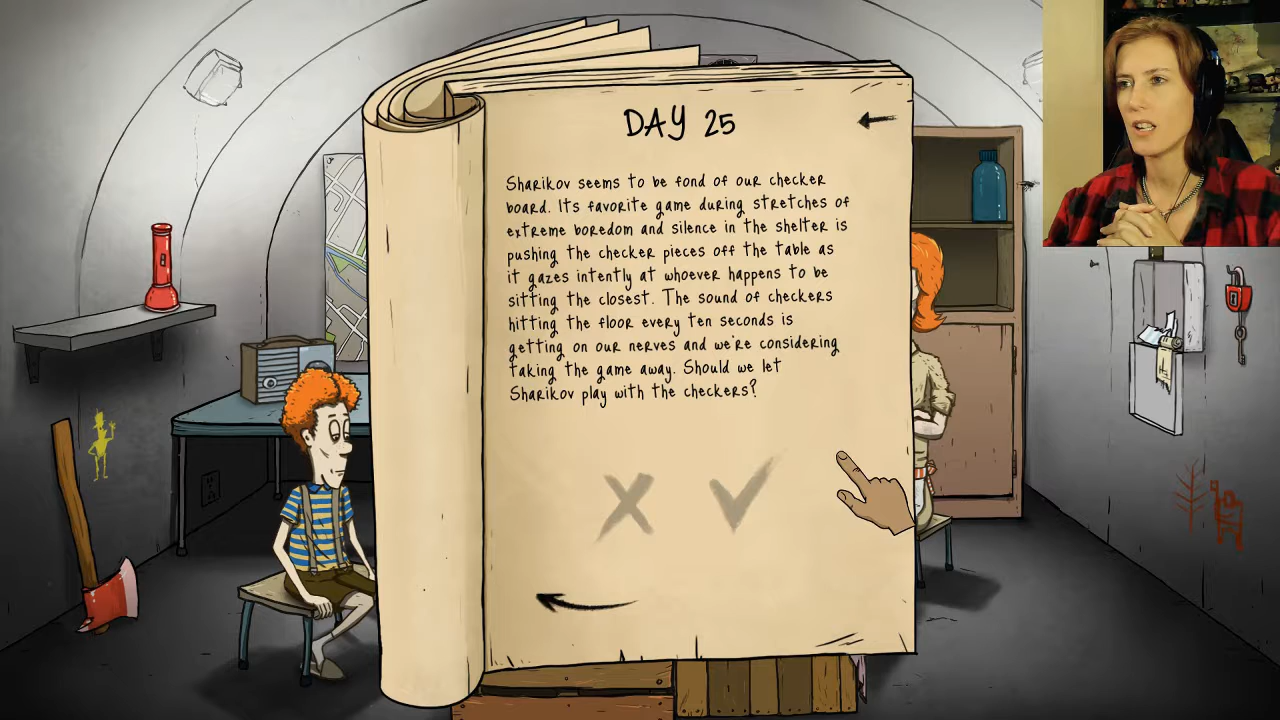 DAY 25
Sharikov seems to be fond of our checker
board. Its favorite game during stretches of
extreme boredom and silence in the shelter is
pushing the checker pieces off the table as
it gazes intently at whoever happens to be
sitting the closest. The sound of checkers
hitting the floor every ten seconds is
getting on our nerves and we're considering
taking the game away. Should we let
Sharikov play with the checkers?